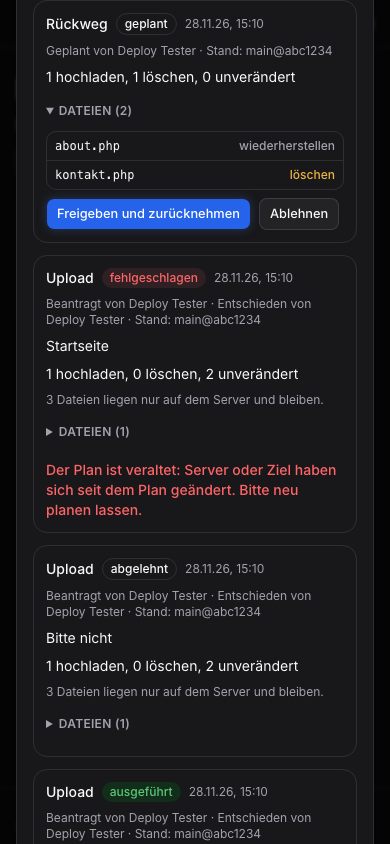 Rückweg geplant 28.11.26, 15:10
Geplant von Deploy Tester · Stand: main@abc1234
1 hochladen, 1 löschen, 0 unverändert
▼ DATEIEN (2)
about.php wiederherstellen
kontakt.php löschen
Freigeben und zurücknehmen Ablehnen
Upload fehlgeschlagen 28.11.26, 15:10
Beantragt von Deploy Tester · Entschieden von
Deploy Tester · Stand: main@abc1234
Startseite
1 hochladen, 0 löschen, 2 unverändert
3 Dateien liegen nur auf dem Server und bleiben.
▶ DATEIEN (1)
Der Plan ist veraltet: Server oder Ziel haben
sich seit dem Plan geändert. Bitte neu
planen lassen.
Upload abgelehnt 28.11.26, 15:10
Beantragt von Deploy Tester · Entschieden von
Deploy Tester · Stand: main@abc1234
Bitte nicht
1 hochladen, 0 löschen, 2 unverändert
3 Dateien liegen nur auf dem Server und bleiben.
▶ DATEIEN (1)
Upload ausgeführt 28.11.26, 15:10
Beantragt von Deploy Tester · Entschieden von
Deploy Tester · Stand: main@abc1234